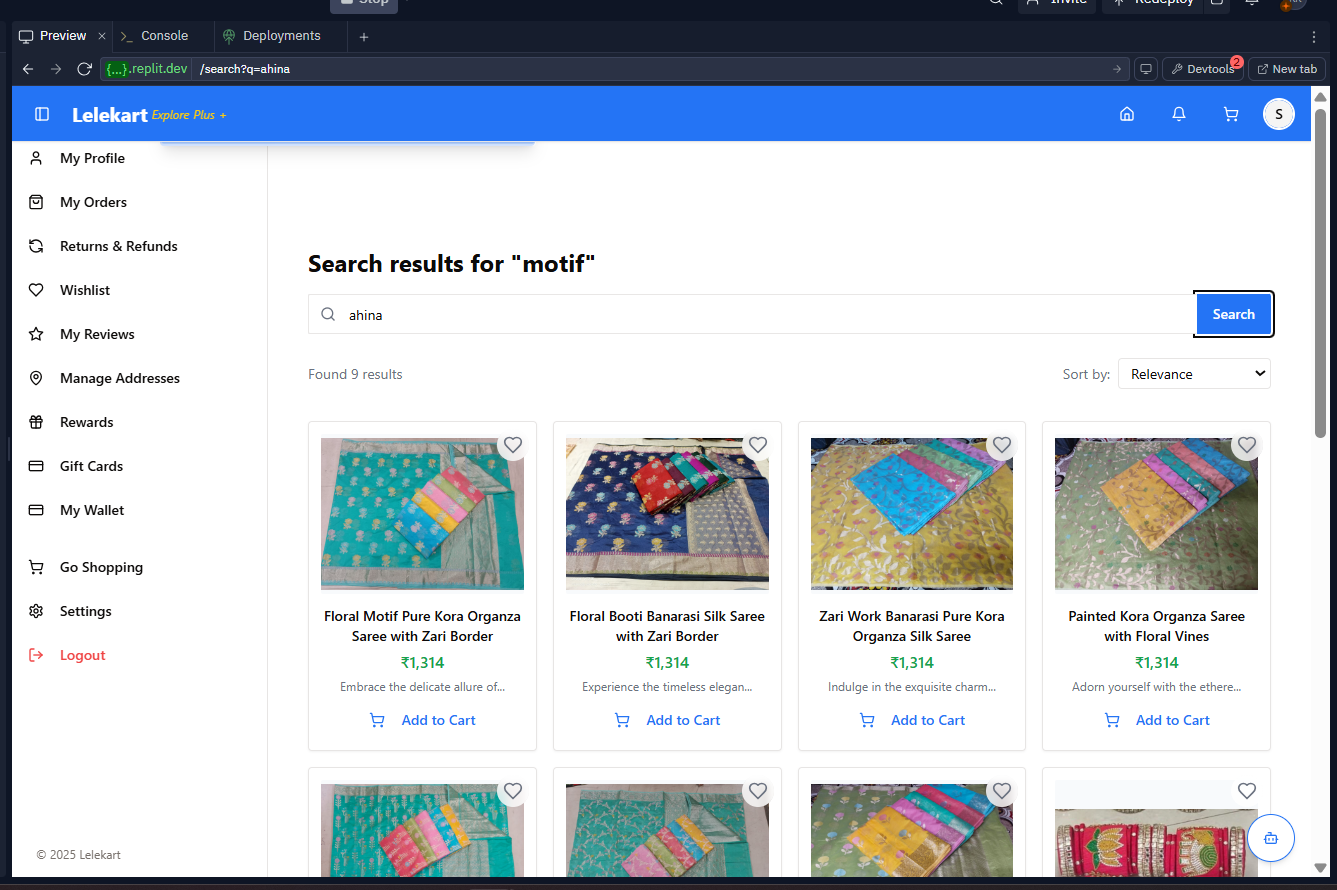 Stop
Invite
Redeploy
Preview
Console
Deployments
{...}.replit.dev
/search?q=ahina
Devtools
2
New tab
Lelekart
Explore Plus +
S
My Profile
My Orders
Returns & Refunds
Wishlist
My Reviews
Manage Addresses
Rewards
Gift Cards
My Wallet
Go Shopping
Settings
Logout
© 2025 Lelekart
Search results for "motif"
ahina
Search
Found 9 results
Sort by:
Relevance
Floral Motif Pure Kora Organza
Saree with Zari Border
₹1,314
Embrace the delicate allure of...
Add to Cart
Floral Booti Banarasi Silk Saree
with Zari Border
₹1,314
Experience the timeless elegan...
Add to Cart
Zari Work Banarasi Pure Kora
Organza Silk Saree
₹1,314
Indulge in the exquisite charm...
Add to Cart
Painted Kora Organza Saree
with Floral Vines
₹1,314
Adorn yourself with the ethere...
Add to Cart